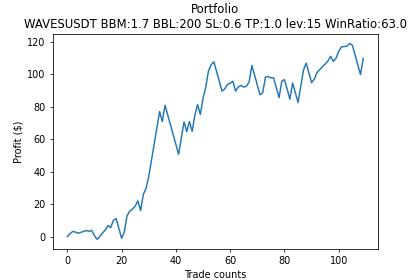 Portfolio
WAVESUSDT BBM:1.7 BBL:200 SL:0.6 TP:1.0 lev:15 WinRatio:63.0
120
100
80
60
40
20
0
Profit ($)
0 20 40 60 80 100
Trade counts